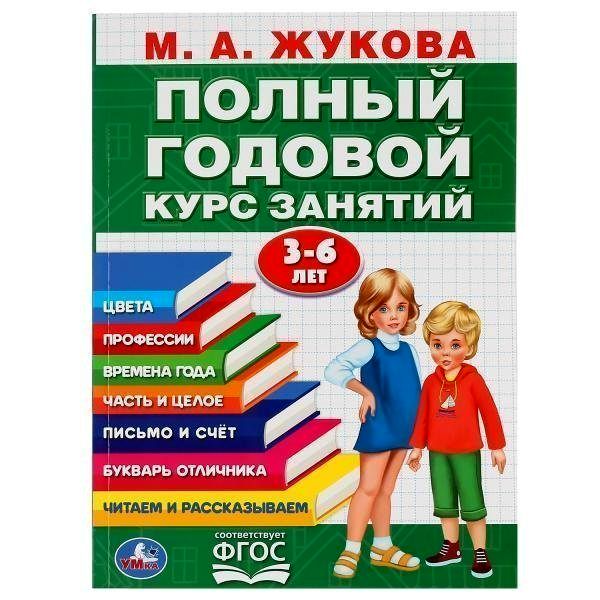 М. А. ЖУКОВА
ПОЛНЫЙ
ГОДОВОЙ
КУРС ЗАНЯТИЙ
3-6
ЛЕТ
ЦВЕТА
ПРОФЕССИИ
ВРЕМЕНА ГОДА
ЧАСТЬ И ЦЕЛОЕ
ПИСЬМО И СЧЁТ
БУКВАРЬ ОТЛИЧНИКА
ЧИТАЕМ И РАССКАЗЫВАЕМ
УМка
соответствует
ФГОС